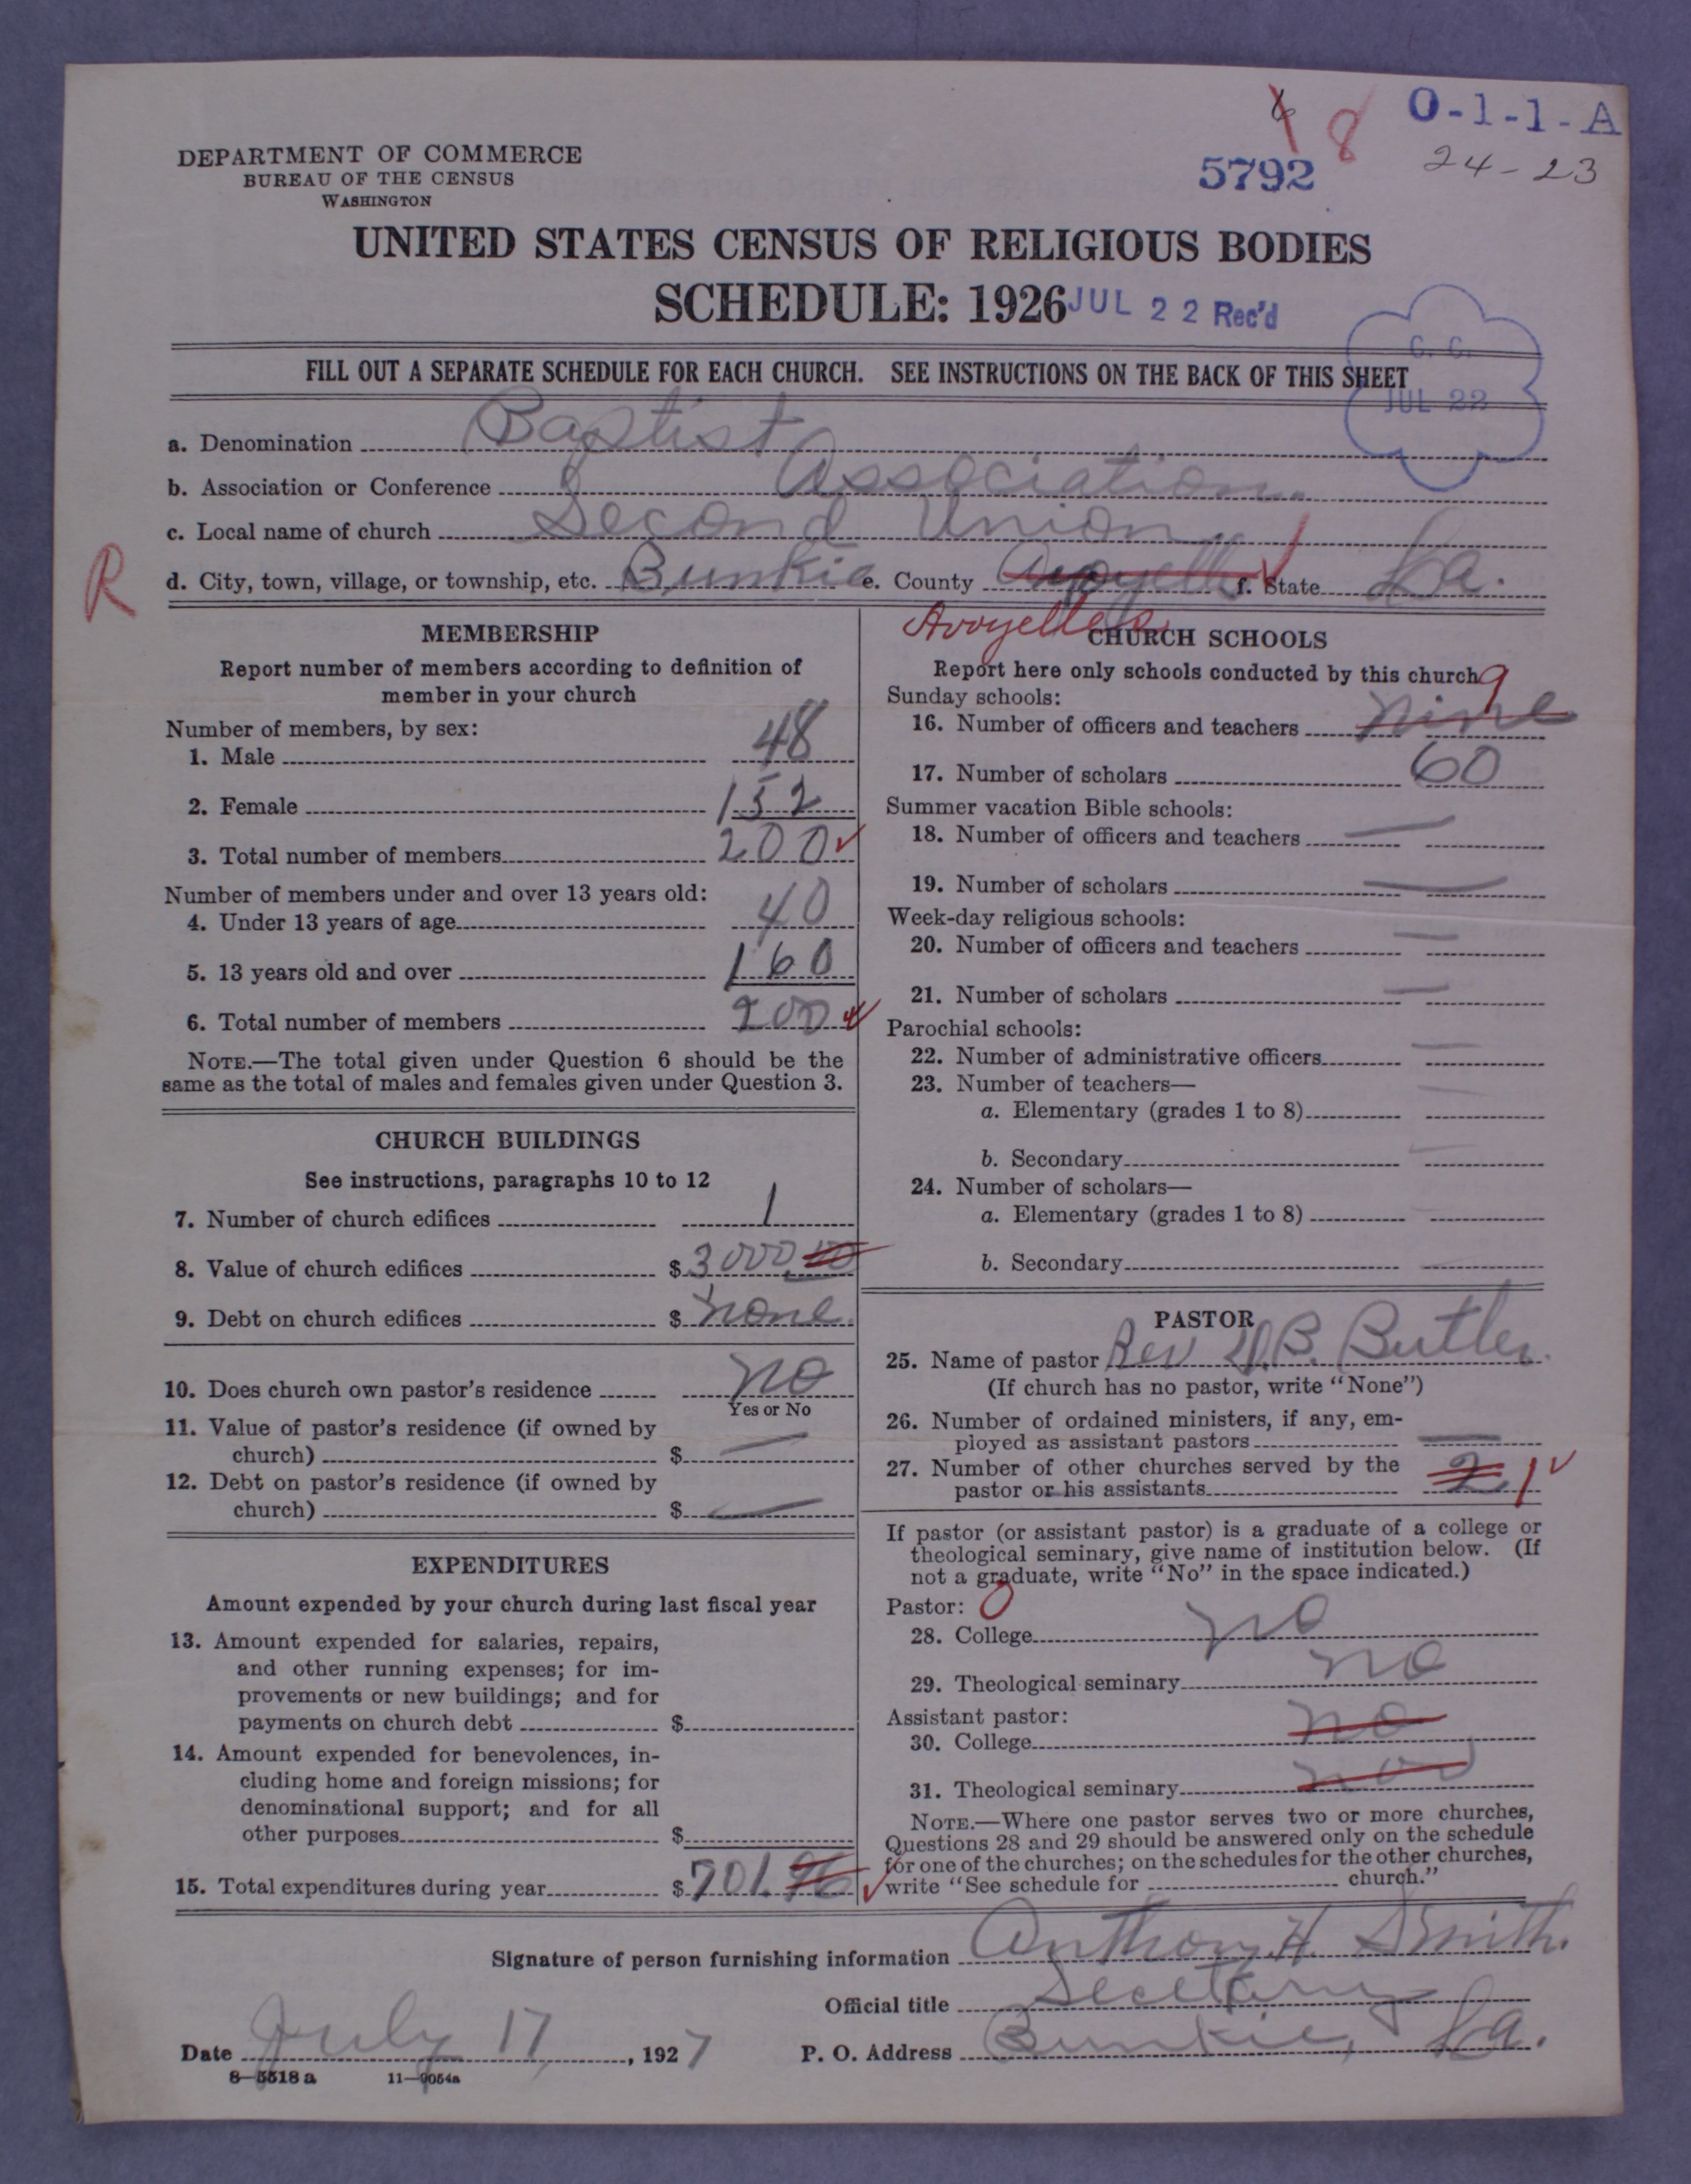 6 8 O-1-1-A
DEPARTMENT OF COMMERCE
BUREAU OF THE CENSUS
WASHINGTON
5792 24-23
UNITED STATES CENSUS OF RELIGIOUS BODIES
SCHEDULE: 1926 JUL 22 Rec'd
C. C.
JUL 22
FILL OUT A SEPARATE SCHEDULE FOR EACH CHURCH. SEE INSTRUCTIONS ON THE BACK OF THIS SHEET
a. Denomination Baptist
b. Association or Conference Association.
c. Local name of church Second Union
R
d. City, town, village, or township, etc. Bunkie e. County Avoyells f. State La.
Avoyelles
MEMBERSHIP
Report number of members according to definition of
member in your church
Number of members, by sex:
1. Male 48
2. Female 152
3. Total number of members 200
Number of members under and over 13 years old:
4. Under 13 years of age 40
5. 13 years old and over 160
6. Total number of members 200
NOTE.—The total given under Question 6 should be the
same as the total of males and females given under Question 3.
CHURCH BUILDINGS
See instructions, paragraphs 10 to 12
7. Number of church edifices 1
8. Value of church edifices $ 3000.00
9. Debt on church edifices $ none.
10. Does church own pastor's residence no
Yes or No
11. Value of pastor's residence (if owned by
church) $ —
12. Debt on pastor's residence (if owned by
church) $ —
EXPENDITURES
Amount expended by your church during last fiscal year
13. Amount expended for salaries, repairs,
and other running expenses; for im-
provements or new buildings; and for
payments on church debt $
14. Amount expended for benevolences, in-
cluding home and foreign missions; for
denominational support; and for all
other purposes $
15. Total expenditures during year $ 701.96
CHURCH SCHOOLS
Report here only schools conducted by this church
Sunday schools:
16. Number of officers and teachers nine 9
17. Number of scholars 60
Summer vacation Bible schools:
18. Number of officers and teachers —
19. Number of scholars —
Week-day religious schools:
20. Number of officers and teachers —
21. Number of scholars —
Parochial schools:
22. Number of administrative officers —
23. Number of teachers—
a. Elementary (grades 1 to 8) —
b. Secondary —
24. Number of scholars—
a. Elementary (grades 1 to 8)
b. Secondary —
PASTOR
25. Name of pastor Rev W.B. Butler.
(If church has no pastor, write "None")
26. Number of ordained ministers, if any, em-
ployed as assistant pastors —
27. Number of other churches served by the
pastor or his assistants 2 1
If pastor (or assistant pastor) is a graduate of a college or
theological seminary, give name of institution below. (If
not a graduate, write "No" in the space indicated.)
Pastor: 0
28. College no
29. Theological seminary no
Assistant pastor:
30. College no
31. Theological seminary
NOTE.—Where one pastor serves two or more churches,
Questions 28 and 29 should be answered only on the schedule
for one of the churches; on the schedules for the other churches,
write "See schedule for church."
Signature of person furnishing information Anthony H. Smith.
Official title Secetary
Date July 17, 1927 P. O. Address Bunkie, La.
8—5518a 11—9054a